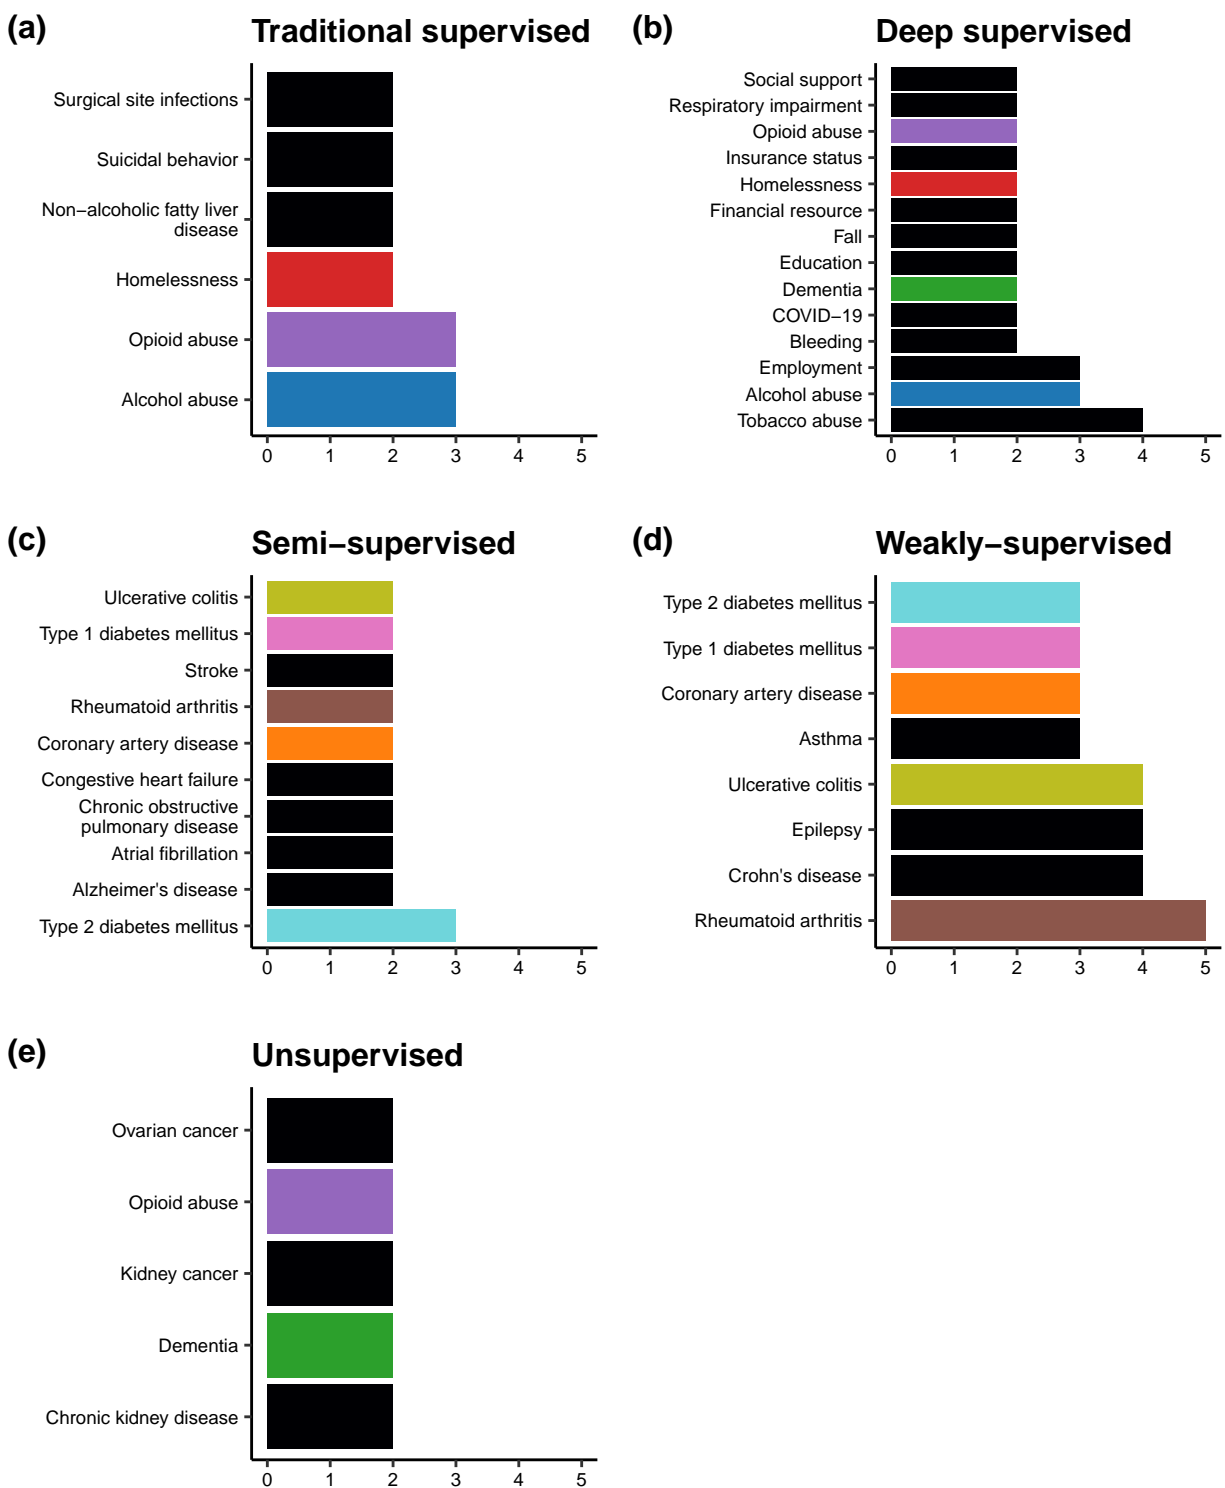 (a)
Traditional supervised
Surgical site infections
Suicidal behavior
Non−alcoholic fatty liver
disease
Homelessness
Opioid abuse
Alcohol abuse
0 1 2 3 4 5
(b)
Deep supervised
Social support
Respiratory impairment
Opioid abuse
Insurance status
Homelessness
Financial resource
Fall
Education
Dementia
COVID−19
Bleeding
Employment
Alcohol abuse
Tobacco abuse
0 1 2 3 4 5
(c)
Semi−supervised
Ulcerative colitis
Type 1 diabetes mellitus
Stroke
Rheumatoid arthritis
Coronary artery disease
Congestive heart failure
Chronic obstructive
pulmonary disease
Atrial fibrillation
Alzheimer's disease
Type 2 diabetes mellitus
0 1 2 3 4 5
(d)
Weakly−supervised
Type 2 diabetes mellitus
Type 1 diabetes mellitus
Coronary artery disease
Asthma
Ulcerative colitis
Epilepsy
Crohn's disease
Rheumatoid arthritis
0 1 2 3 4 5
(e)
Unsupervised
Ovarian cancer
Opioid abuse
Kidney cancer
Dementia
Chronic kidney disease
0 1 2 3 4 5